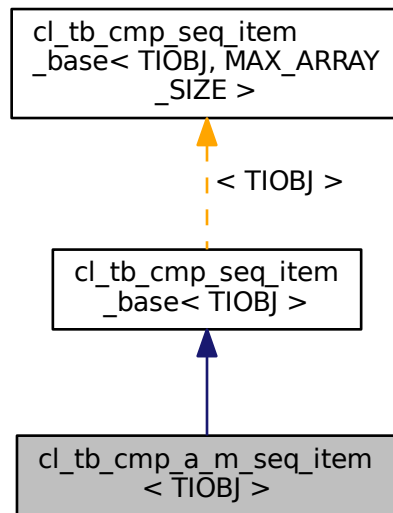 cl_tb_cmp_seq_item
_base< TIOBJ, MAX_ARRAY
_SIZE >
< TIOBJ >
cl_tb_cmp_seq_item
_base< TIOBJ >
cl_tb_cmp_a_m_seq_item
< TIOBJ >